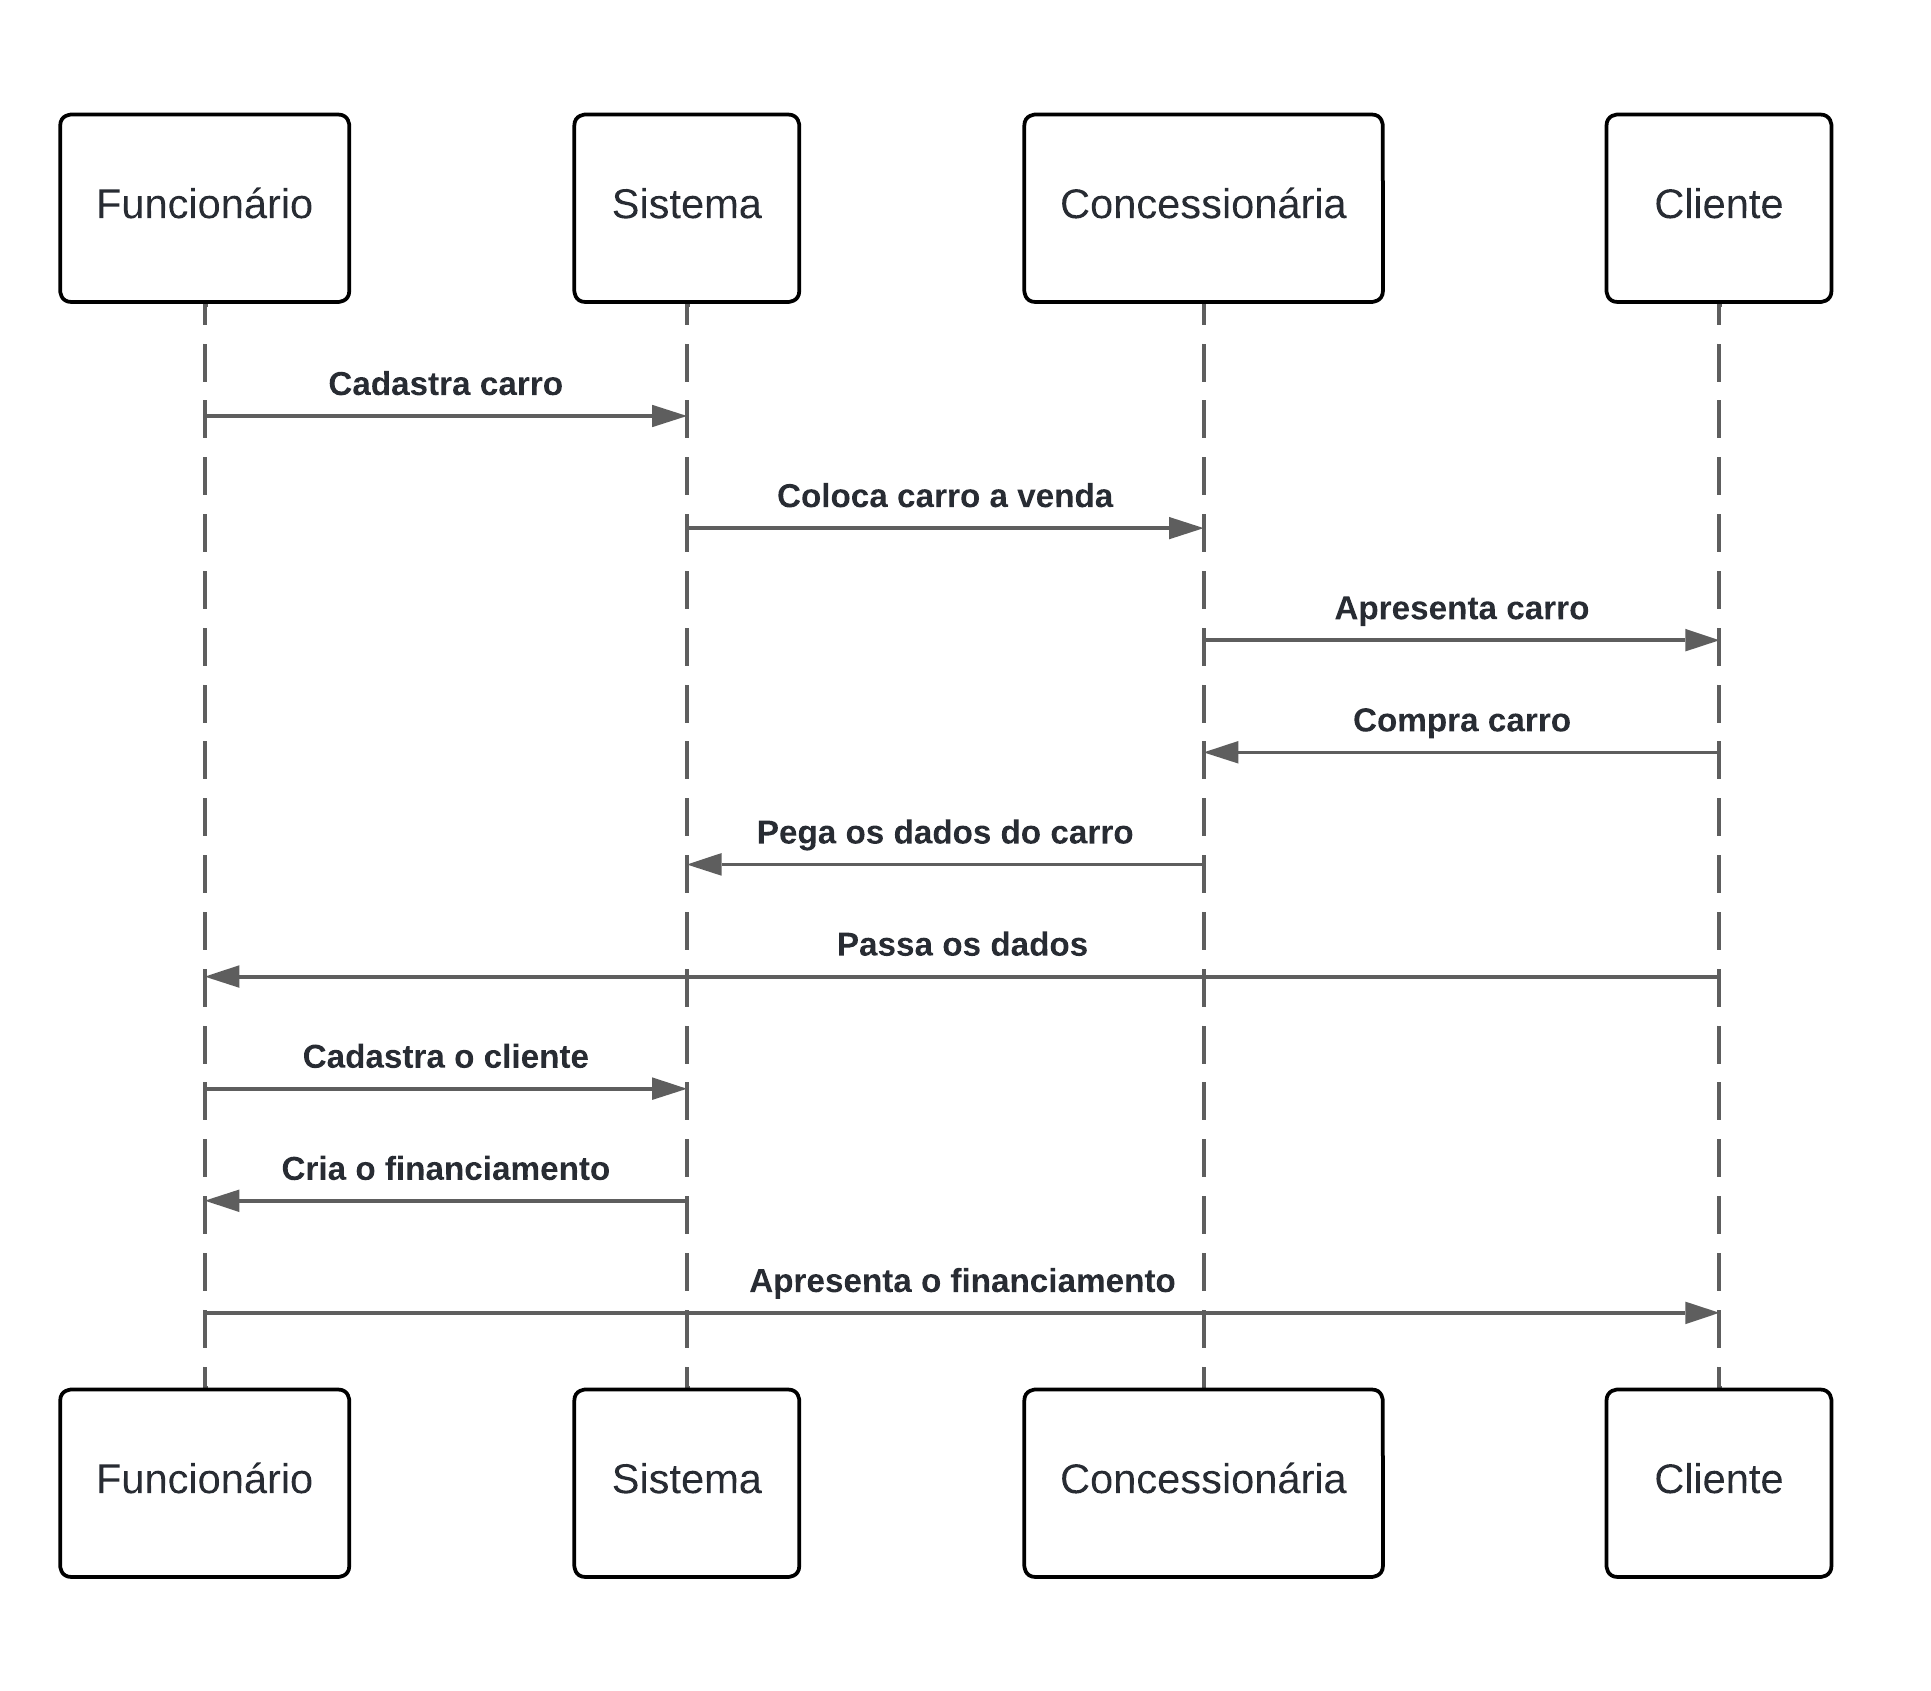 Funcionário
Sistema
Concessionária
Cliente
Cadastra carro
Coloca carro a venda
Apresenta carro
Compra carro
Pega os dados do carro
Passa os dados
Cadastra o cliente
Cria o financiamento
Apresenta o financiamento
Funcionário
Sistema
Concessionária
Cliente